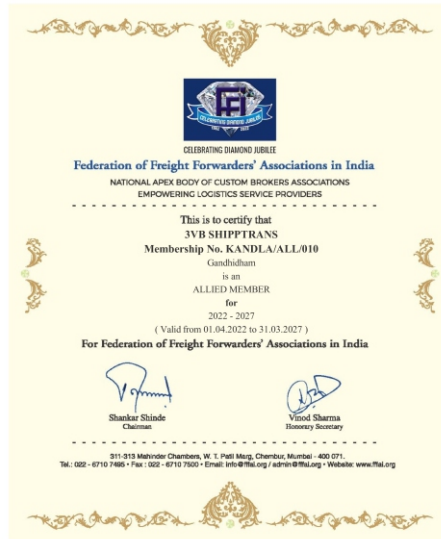 FFFAI
CELEBRATING DIAMOND JUBILEE
CELEBRATING DIAMOND JUBILEE
Federation of Freight Forwarders' Associations in India
NATIONAL APEX BODY OF CUSTOM BROKERS ASSOCIATIONS
EMPOWERING LOGISTICS SERVICE PROVIDERS
This is to certify that
3VB SHIPPTRANS
Membership No. KANDLA/ALL/010
Gandhidham
is an
ALLIED MEMBER
for
2022 - 2027
( Valid from 01.04.2022 to 31.03.2027 )
For Federation of Freight Forwarders' Associations in India
Shankar Shinde
Chairman
Vinod Sharma
Honorary Secretary
311-313 Mahinder Chambers, W. T. Patil Marg, Chembur, Mumbai - 400 071.
Tel.: 022 - 6710 7495 • Fax : 022 - 6710 7500 • Email: info@fffai.org / admin@fffai.org • Website: www.fffai.org